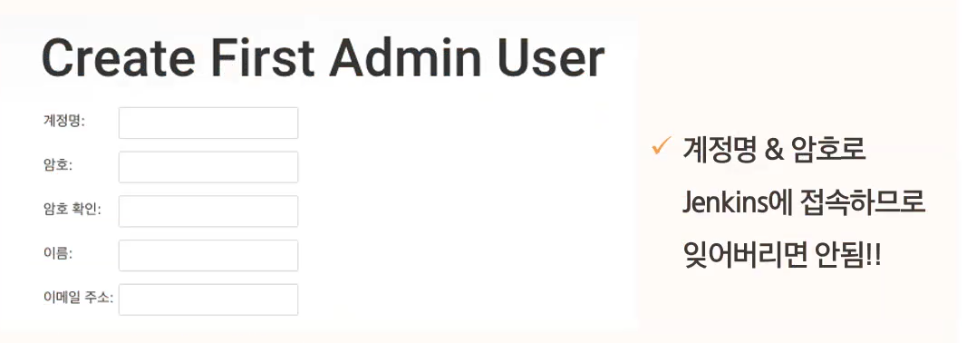 Create First Admin User
계정명:
암호:
암호 확인:
이름:
이메일 주소:
✓ 계정명 & 암호로
Jenkins에 접속하므로
잊어버리면 안됨!!